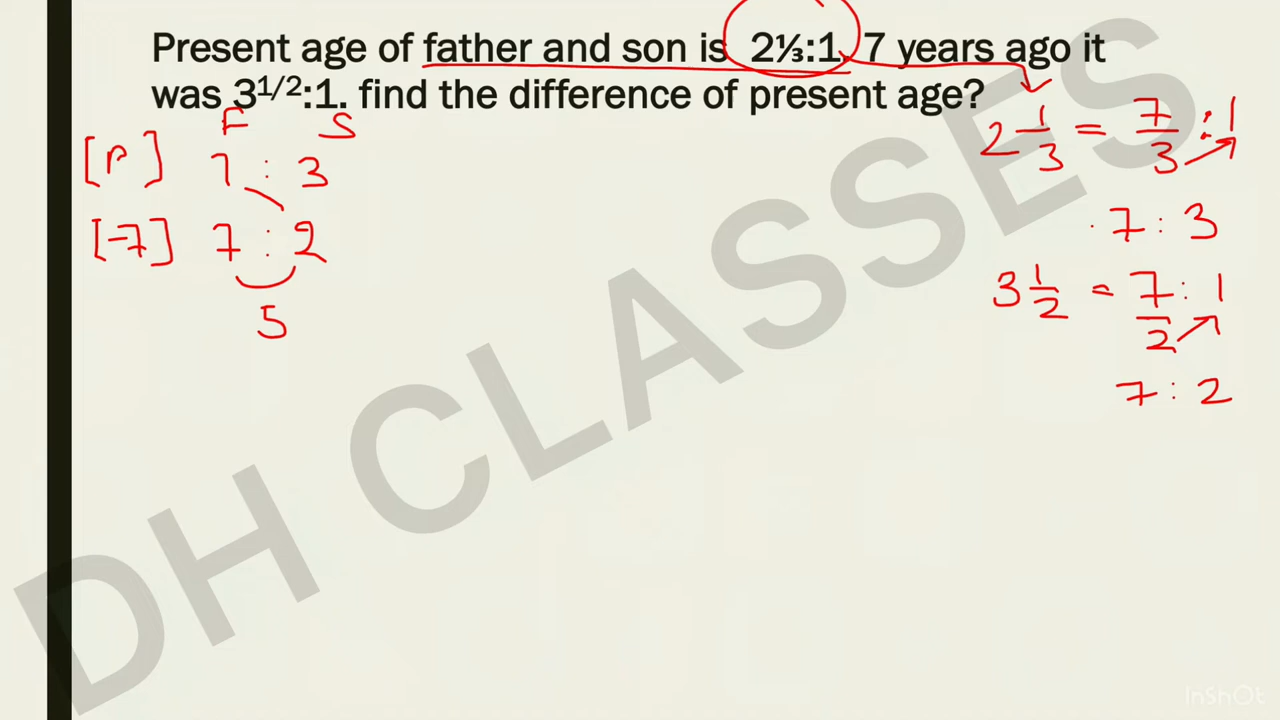 Present age of father and son is 2⅓:1, 7 years ago it
was 3^1/2:1. find the difference of present age?
F S
[P] 7 : 3
[-7] 7 : 2
5
2 1/3 = 7/3 : 1
7 : 3
3 1/2 = 7/2 : 1
7 : 2
DH CLASSES
InShOt